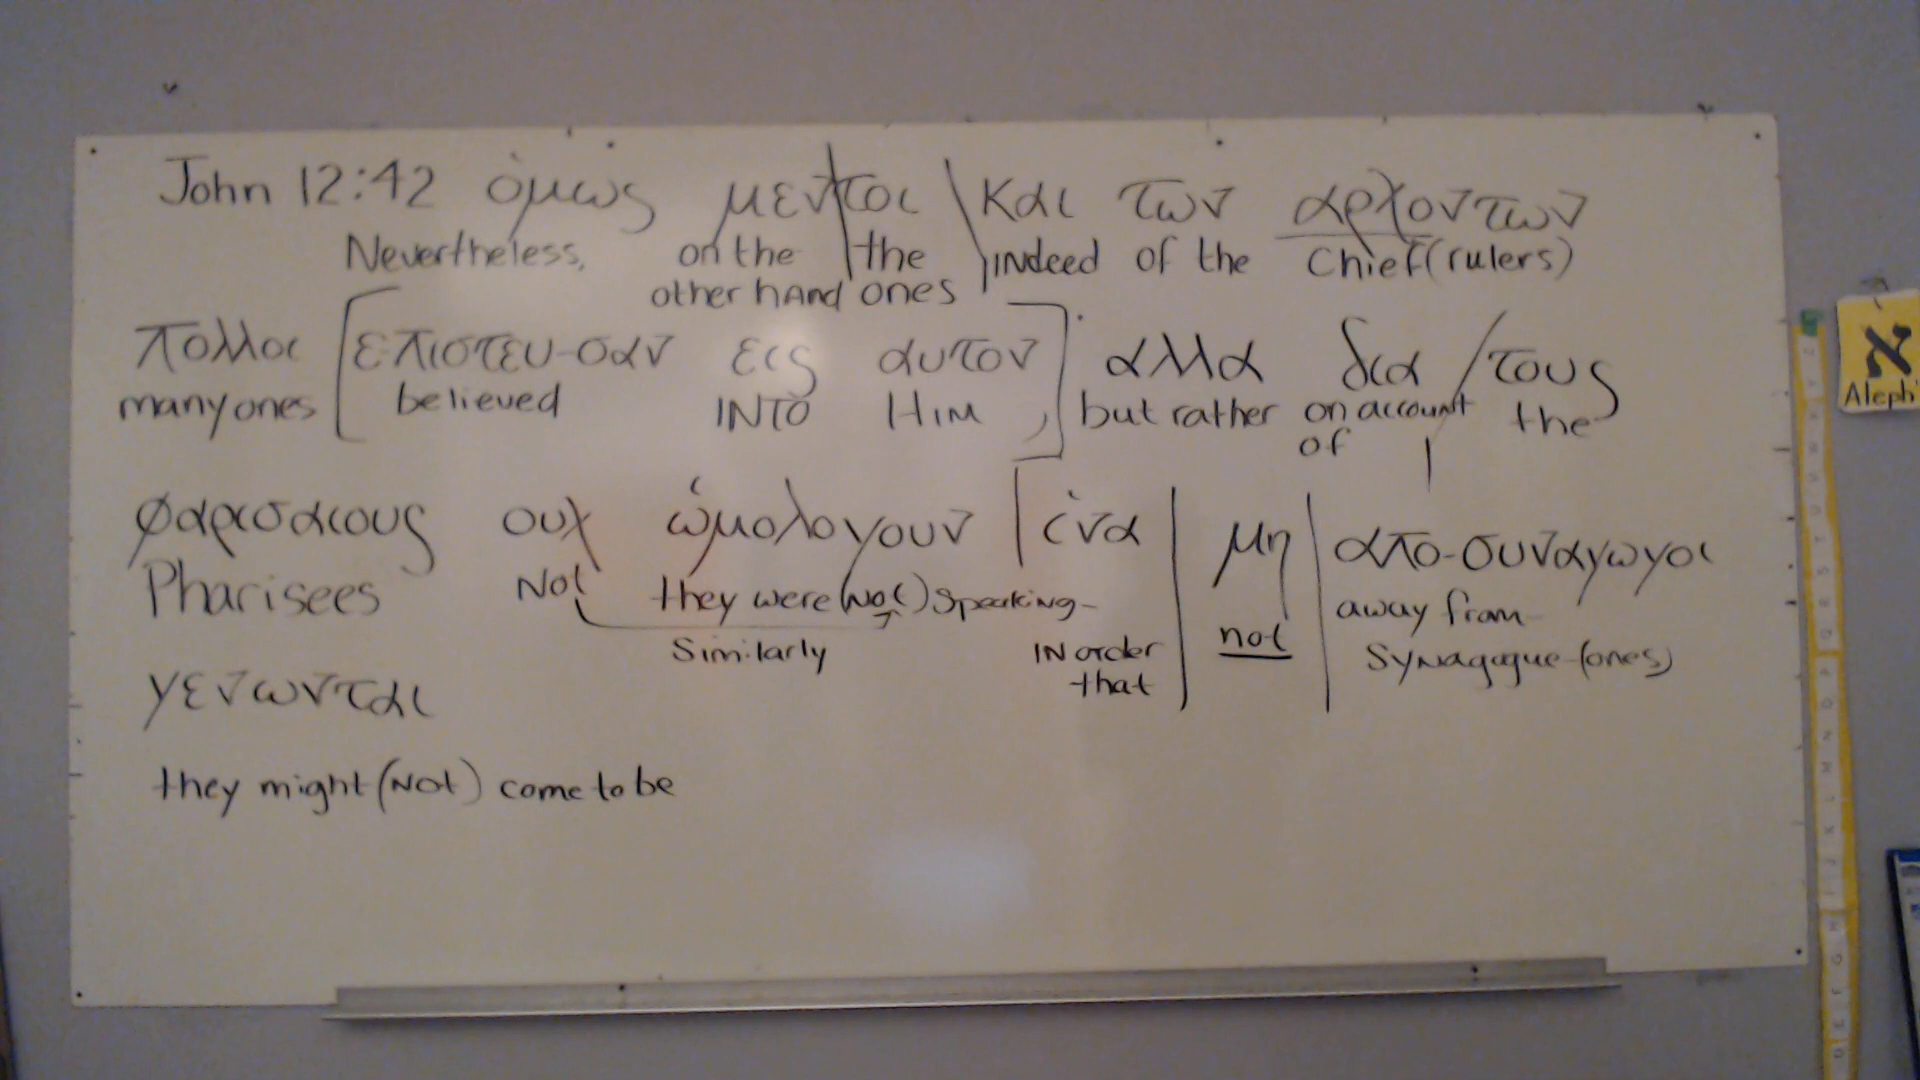 John 12:42 ὁμως μεντοι και των αρχοντων
Nevertheless, on the the indeed of the Chief (rulers)
other hand ones
πολλοι [επιστευ-σαν εις αυτον] αλλα δια τους
many ones believed INTO HIM, but rather on account the
of
φαρισαιους ουχ ὡμολογουν ἱνα μη απο-συναγωγοι
Pharisees Not they were (Not) speaking- away from
Similarly IN order not Synagogue-(ones)
that
γενωνται
they might (Not) come to be
א
Aleph